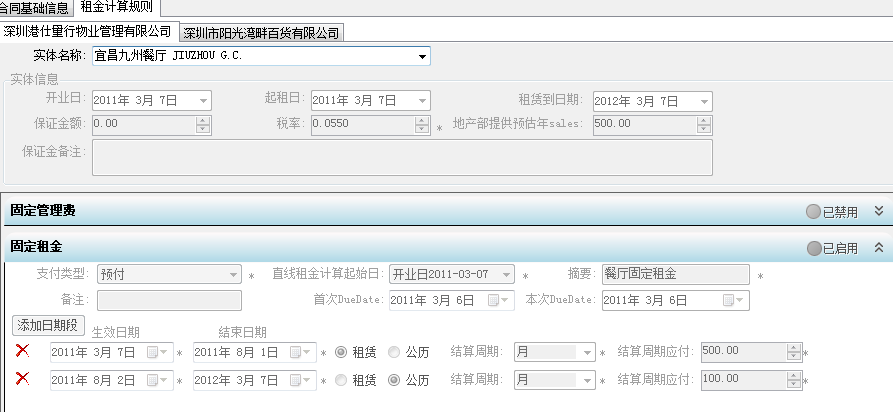 合同基础信息 租金计算规则
深圳港仕量行物业管理有限公司 深圳市阳光湾畔百货有限公司
实体名称: 宜昌九州餐厅 JIUZHOU G.C.
实体信息
开业日: 2011年 3月 7日 起租日: 2011年 3月 7日 租赁到日期: 2012年 3月 7日
保证金额: 0.00 税率: 0.0550 * 地产部提供预估年sales: 500.00
保证金备注:
固定管理费 已禁用
固定租金 已启用
支付类型: 预付 * 直线租金计算起始日: 开业日2011-03-07 * 摘要: 餐厅固定租金 *
备注: 首次DueDate: 2011年 3月 6日 本次DueDate: 2011年 3月 6日
添加日期段 生效日期 结束日期
2011年 3月 7日 * 2011年 8月 1日 * 租赁 公历 结算周期: 月 * 结算周期应付: 500.00 *
2011年 8月 2日 * 2012年 3月 7日 * 租赁 公历 结算周期: 月 * 结算周期应付: 100.00 *